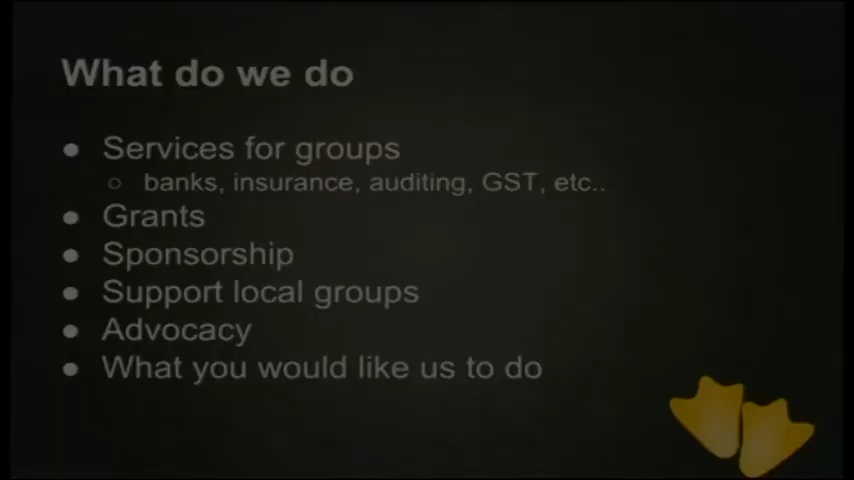 What do we do
● Services for groups
○ banks, insurance, auditing, GST, etc..
● Grants
● Sponsorship
● Support local groups
● Advocacy
● What you would like us to do